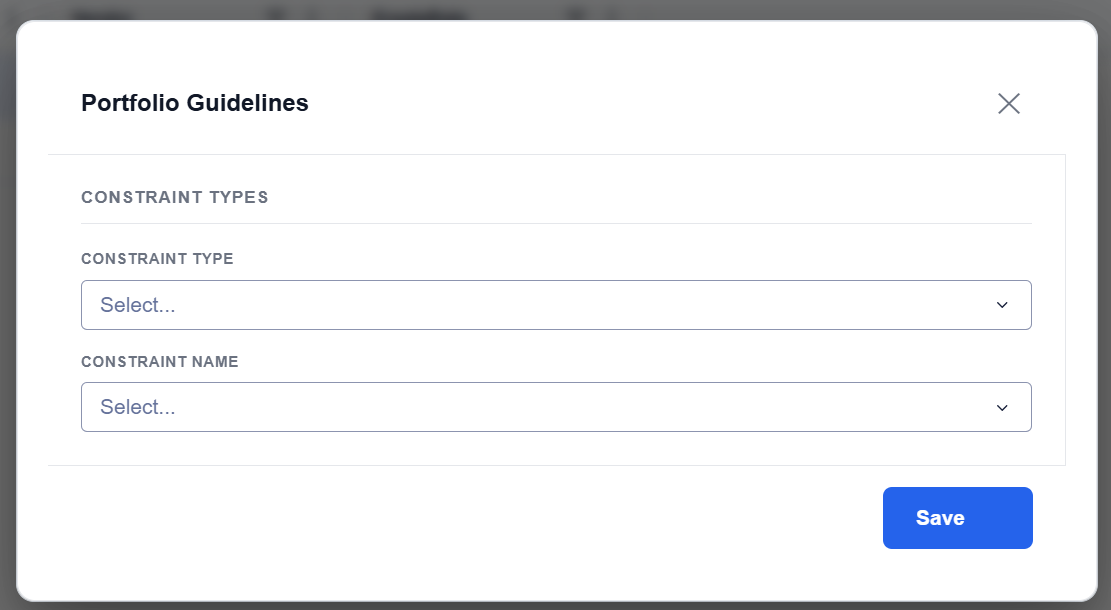 Portfolio Guidelines
CONSTRAINT TYPES
CONSTRAINT TYPE
Select...
CONSTRAINT NAME
Select...
Save